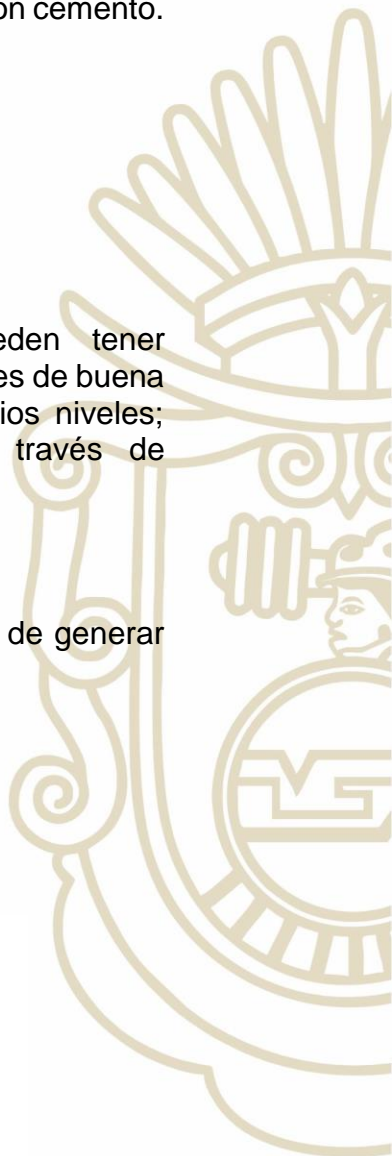 on cemento.
eden tener
es de buena
ios niveles;
través de
de generar